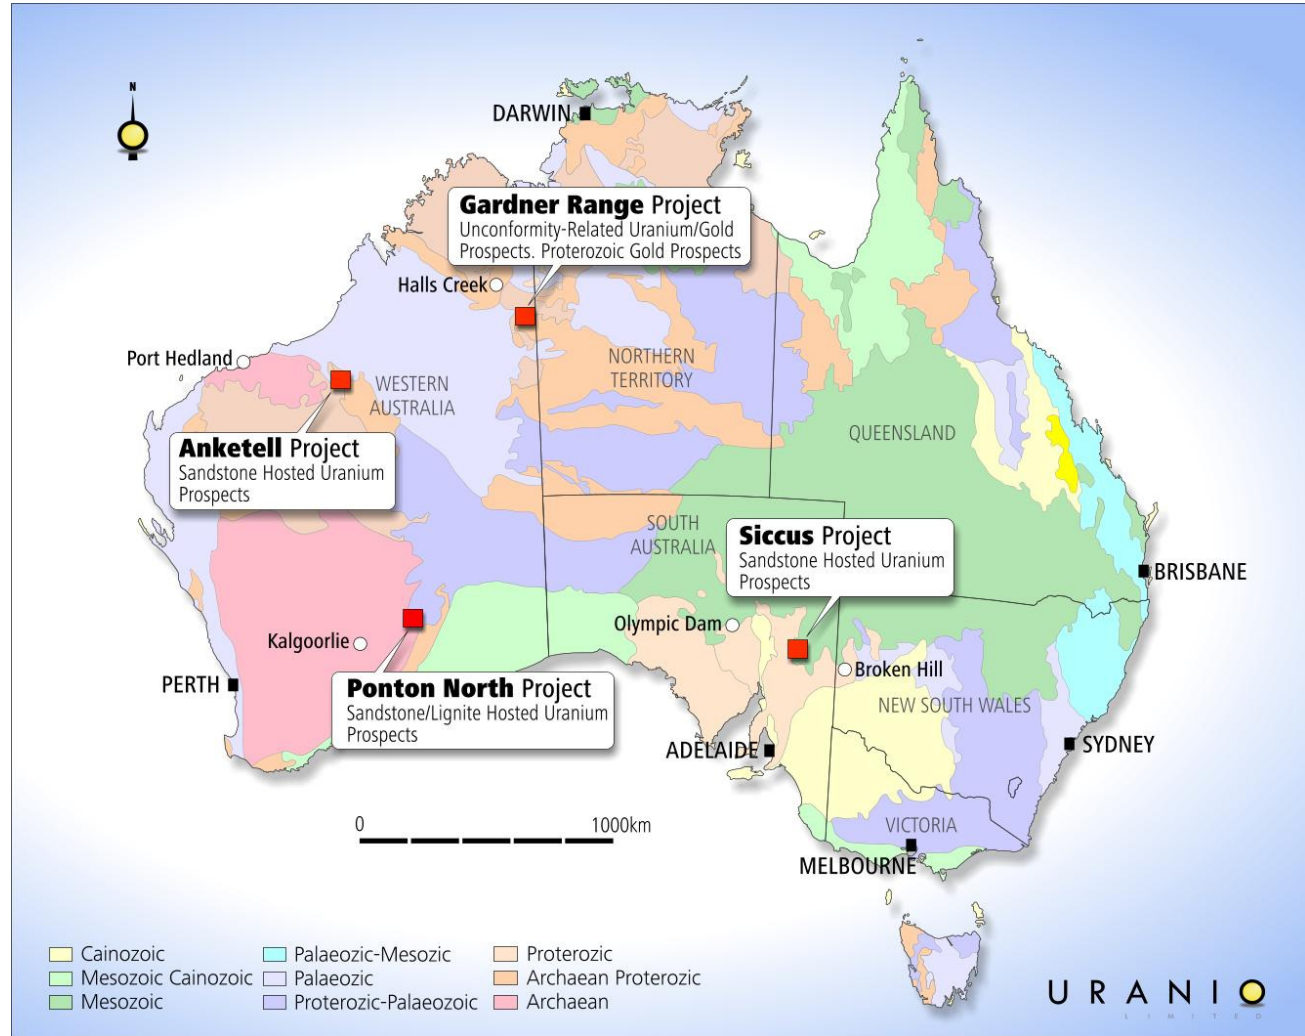 N
DARWIN
Gardner Range Project
Unconformity-Related Uranium/Gold
Prospects. Proterozoic Gold Prospects
Halls Creek
Port Hedland
NORTHERN
TERRITORY
WESTERN
AUSTRALIA
QUEENSLAND
Anketell Project
Sandstone Hosted Uranium
Prospects
SOUTH
AUSTRALIA
Siccus Project
Sandstone Hosted Uranium
Prospects
BRISBANE
Olympic Dam
Kalgoorlie
Broken Hill
PERTH
Ponton North Project
Sandstone/Lignite Hosted Uranium
Prospects
NEW SOUTH WALES
ADELAIDE
SYDNEY
0 1000km
VICTORIA
MELBOURNE
Cainozoic
Mesozoic Cainozoic
Mesozoic
Palaeozic-Mesozic
Palaeozic
Proterozic-Palaeozoic
Proterozic
Archaean Proterozic
Archaean
URANIO
LIMITED